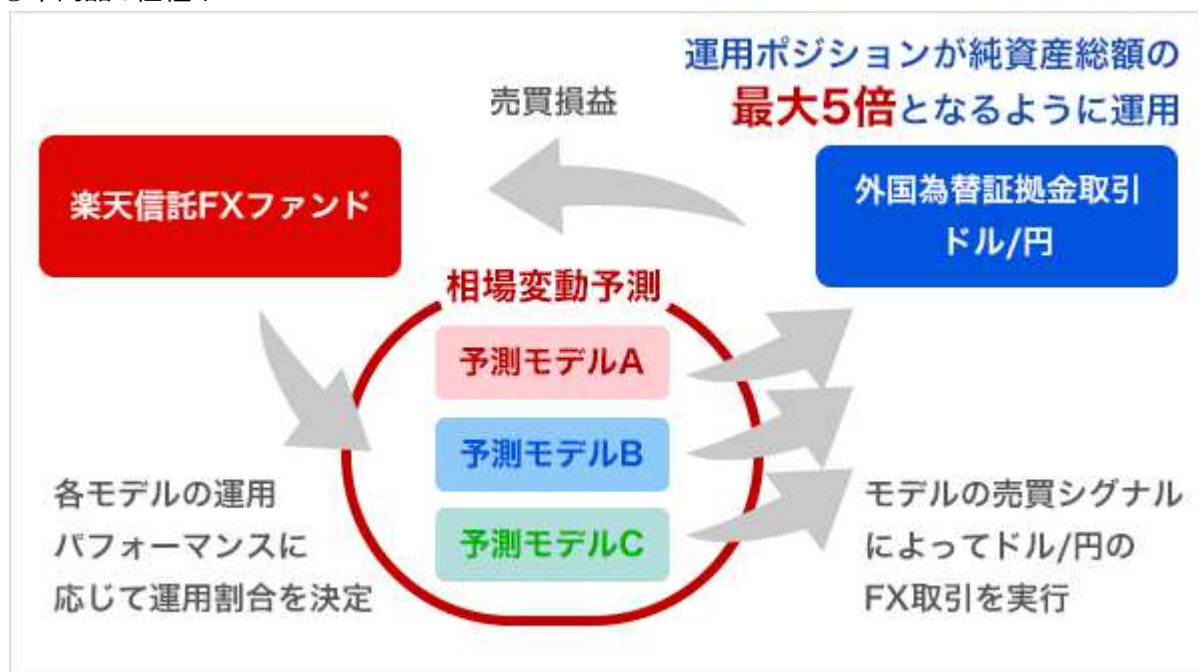 運用ポジションが純資産総額の
最大5倍となるように運用
売買損益
楽天信託FXファンド
外国為替証拠金取引
ドル/円
相場変動予測
予測モデルA
予測モデルB
予測モデルC
各モデルの運用
パフォーマンスに
応じて運用割合を決定
モデルの売買シグナル
によってドル/円の
FX取引を実行